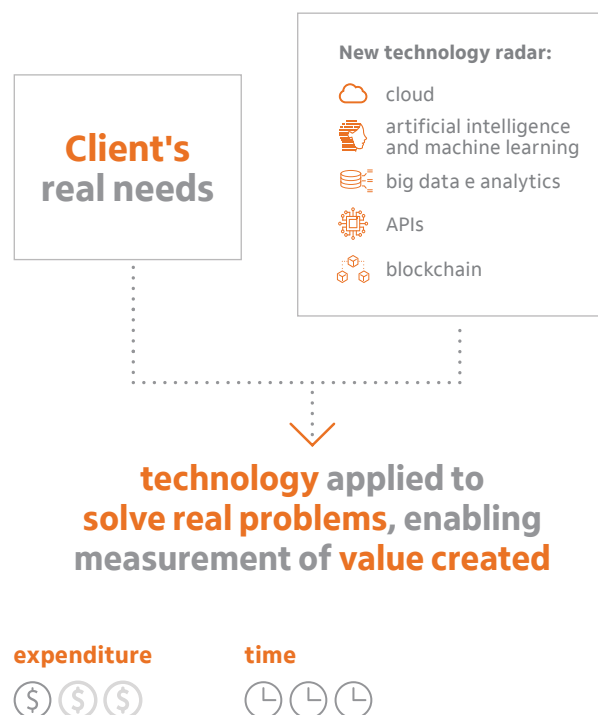 Client's
real needs
New technology radar:
cloud
artificial intelligence
and machine learning
big data e analytics
APIs
blockchain
technology applied to
solve real problems, enabling
measurement of value created
expenditure
time
$ $ $